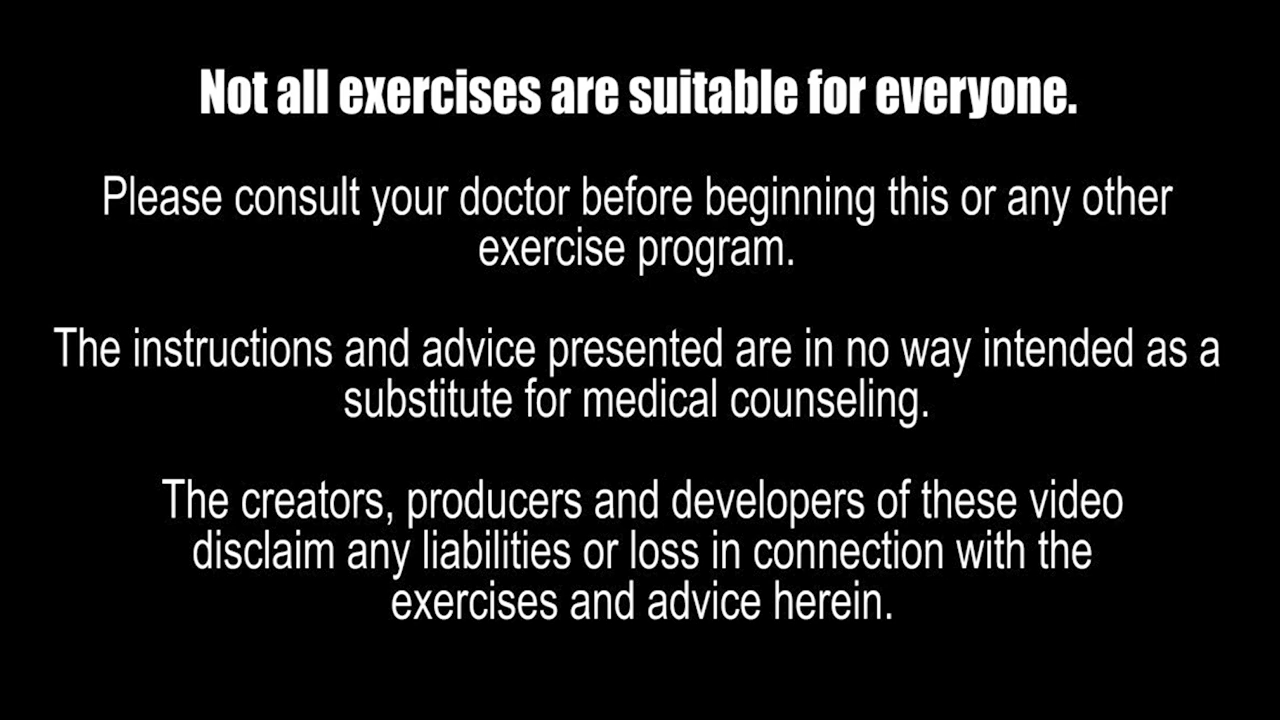 Not all exercises are suitable for everyone.
Please consult your doctor before beginning this or any other
exercise program.
The instructions and advice presented are in no way intended as a
substitute for medical counseling.
The creators, producers and developers of these video
disclaim any liabilities or loss in connection with the
exercises and advice herein.